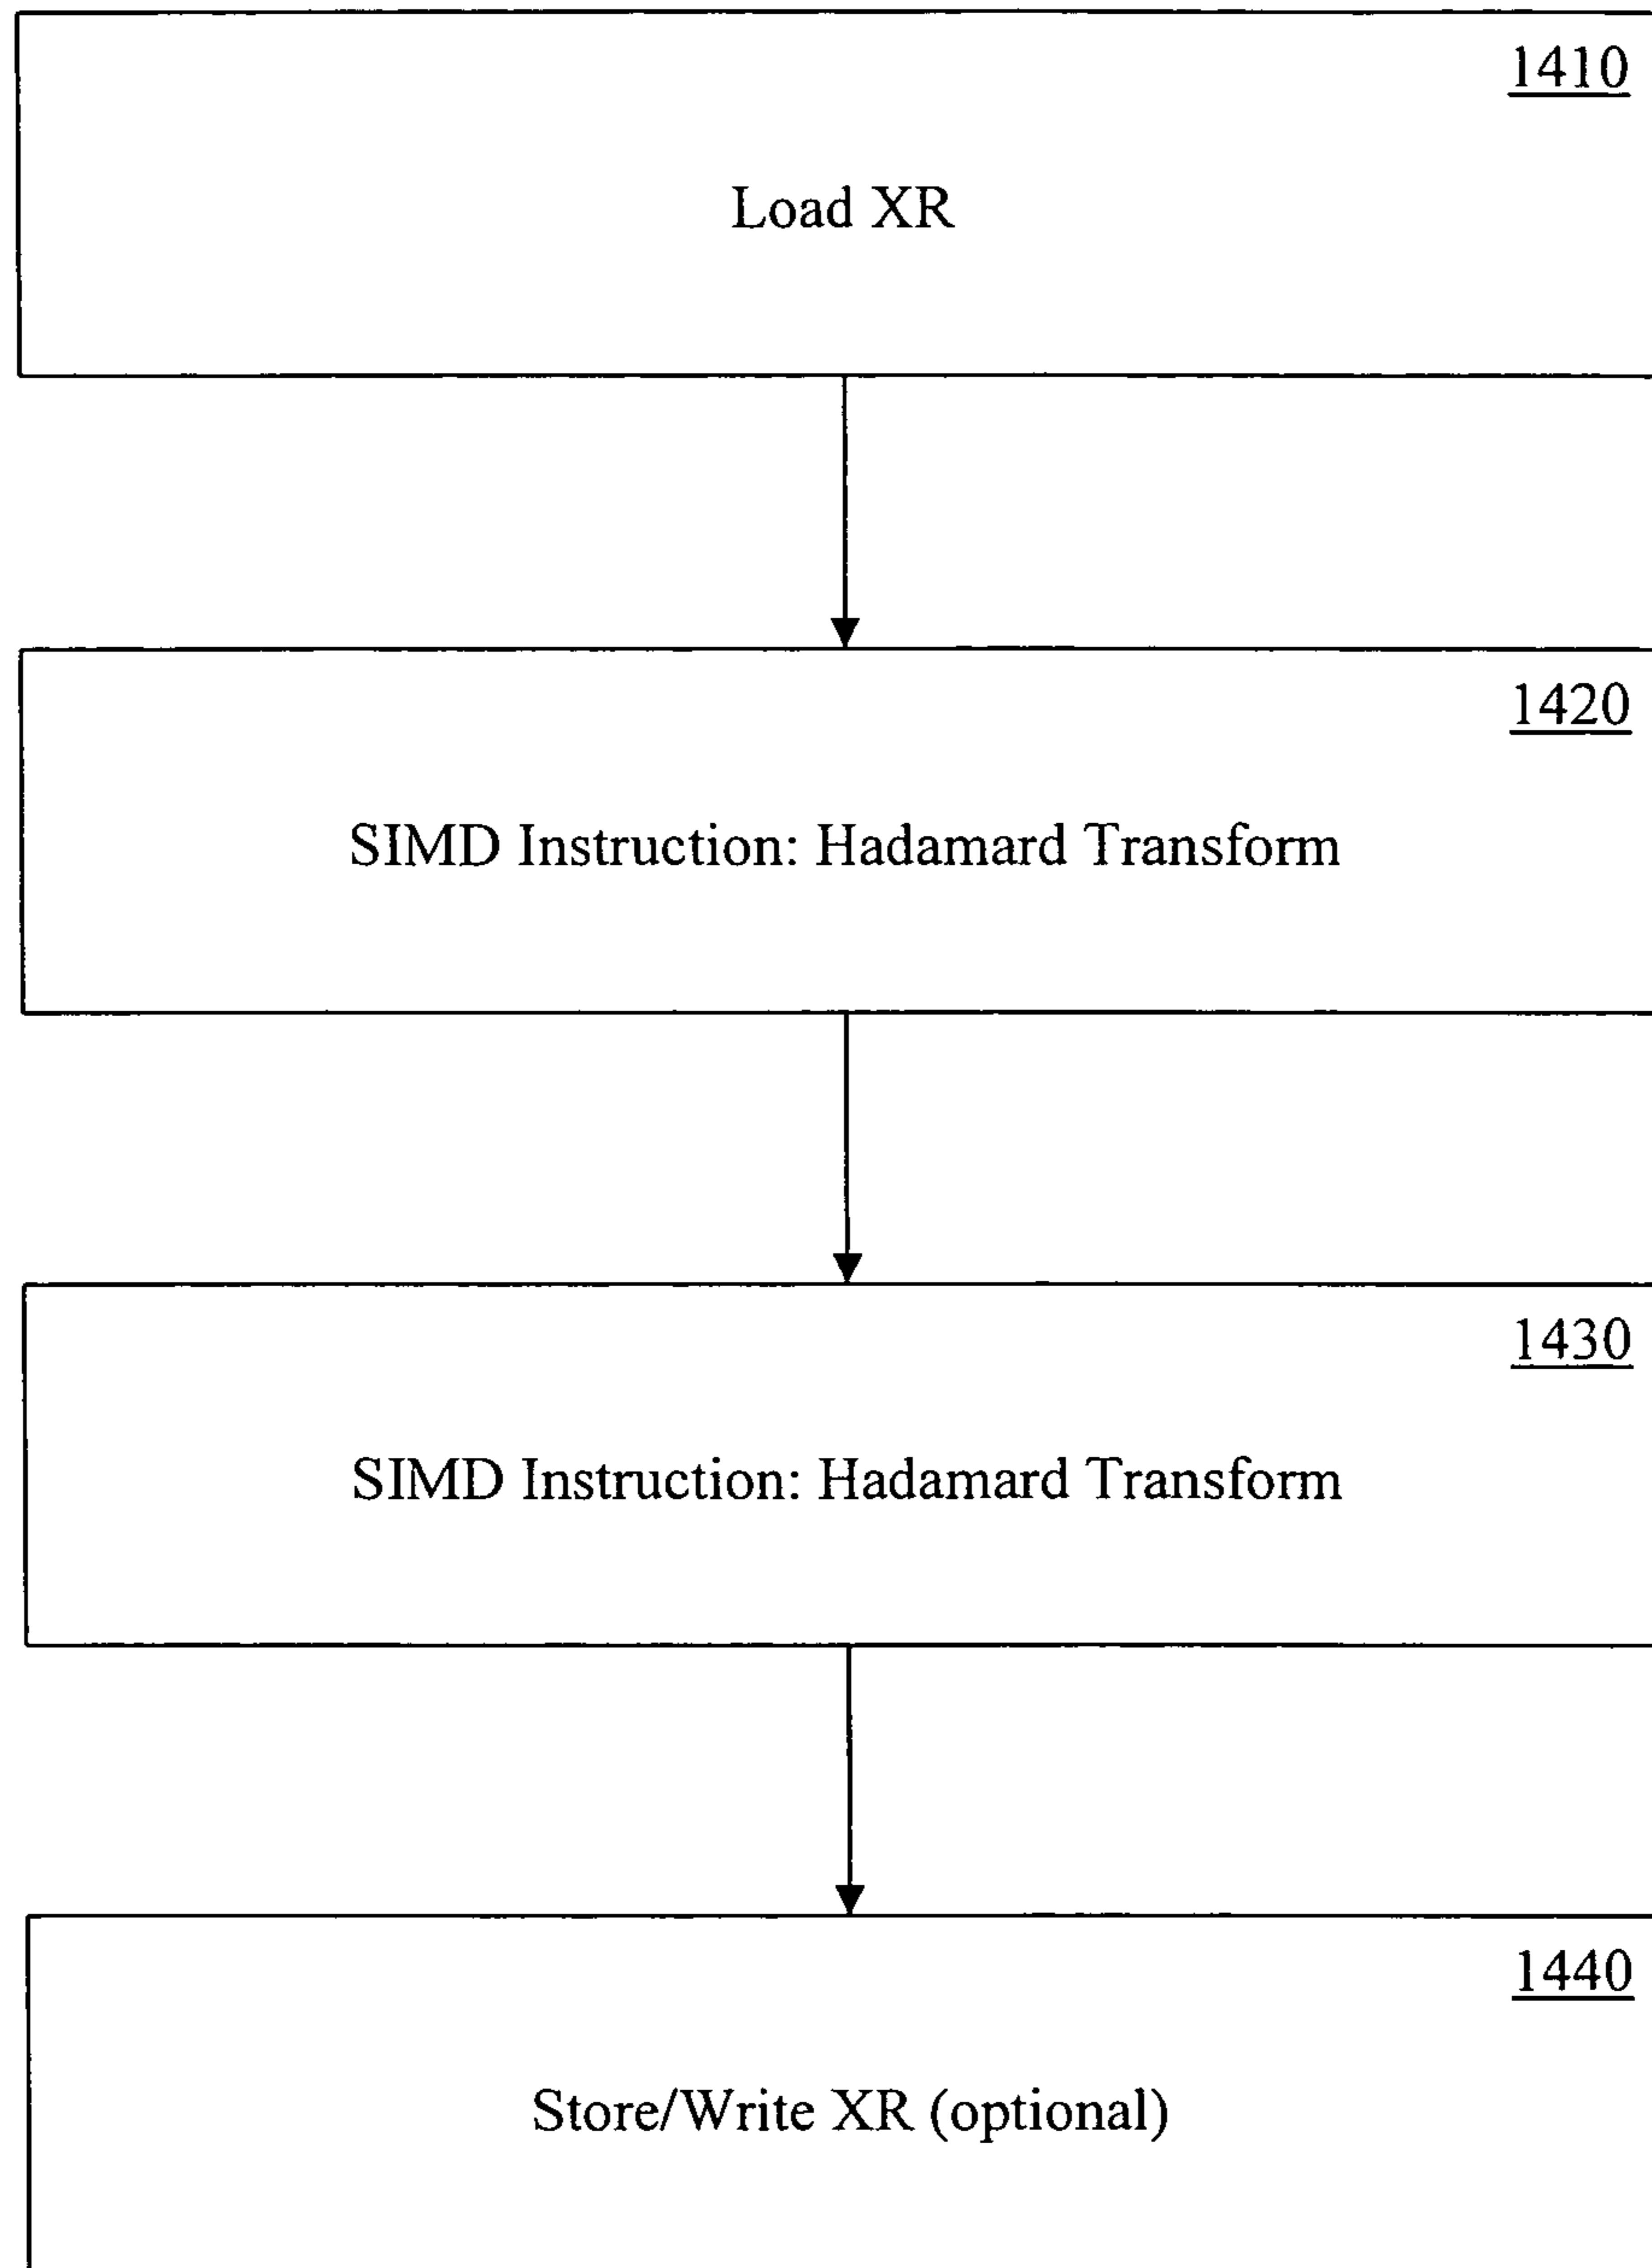 1410
Load XR
1420
SIMD Instruction: Hadamard Transform
1430
SIMD Instruction: Hadamard Transform
1440
Store/Write XR (optional)